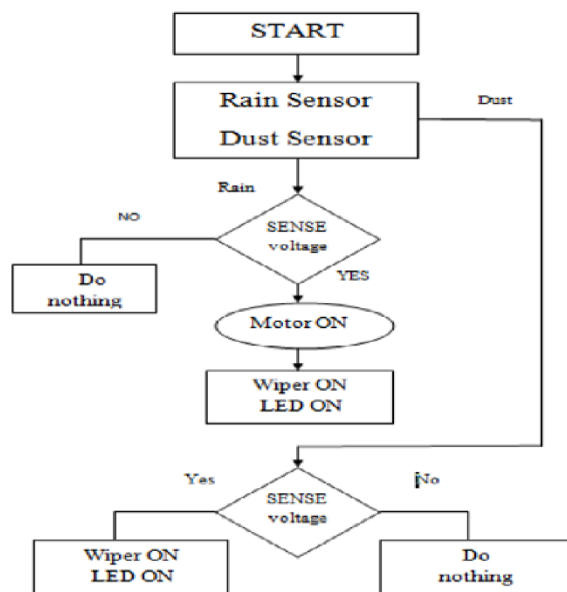 START
Rain Sensor
Dust Sensor
Dust
Rain
NO
SENSE
voltage
YES
Do
nothing
Motor ON
Wiper ON
LED ON
Yes
No
SENSE
voltage
Wiper ON
LED ON
Do
nothing